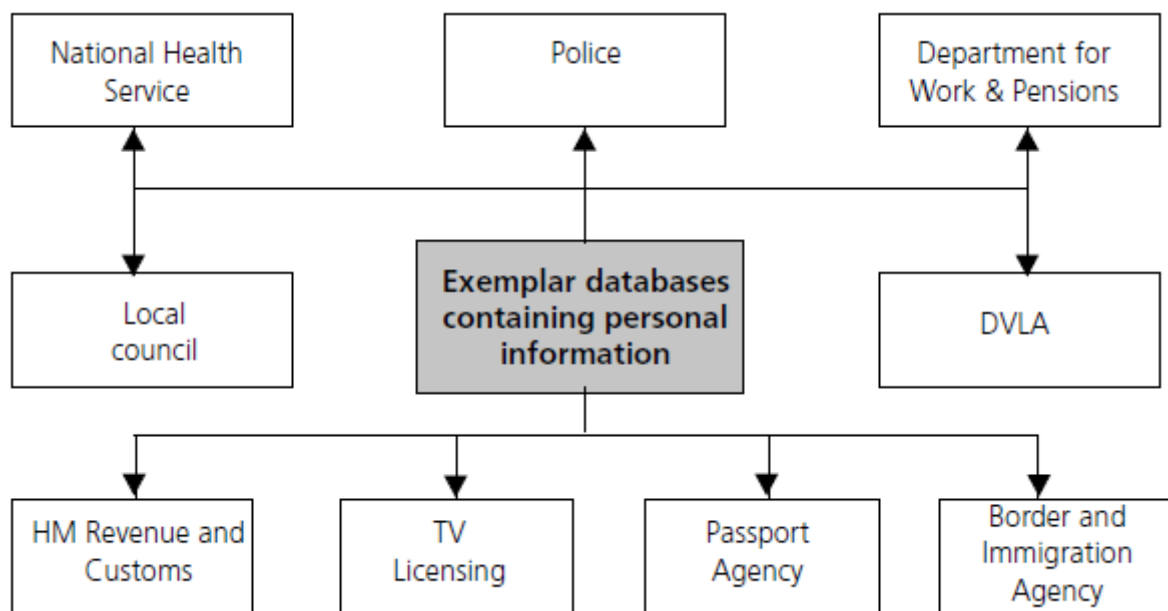 National Health
Service
Police
Department for
Work & Pensions
Local
council
Exemplar databases
containing personal
information
DVLA
HM Revenue and
Customs
TV
Licensing
Passport
Agency
Border and
Immigration
Agency